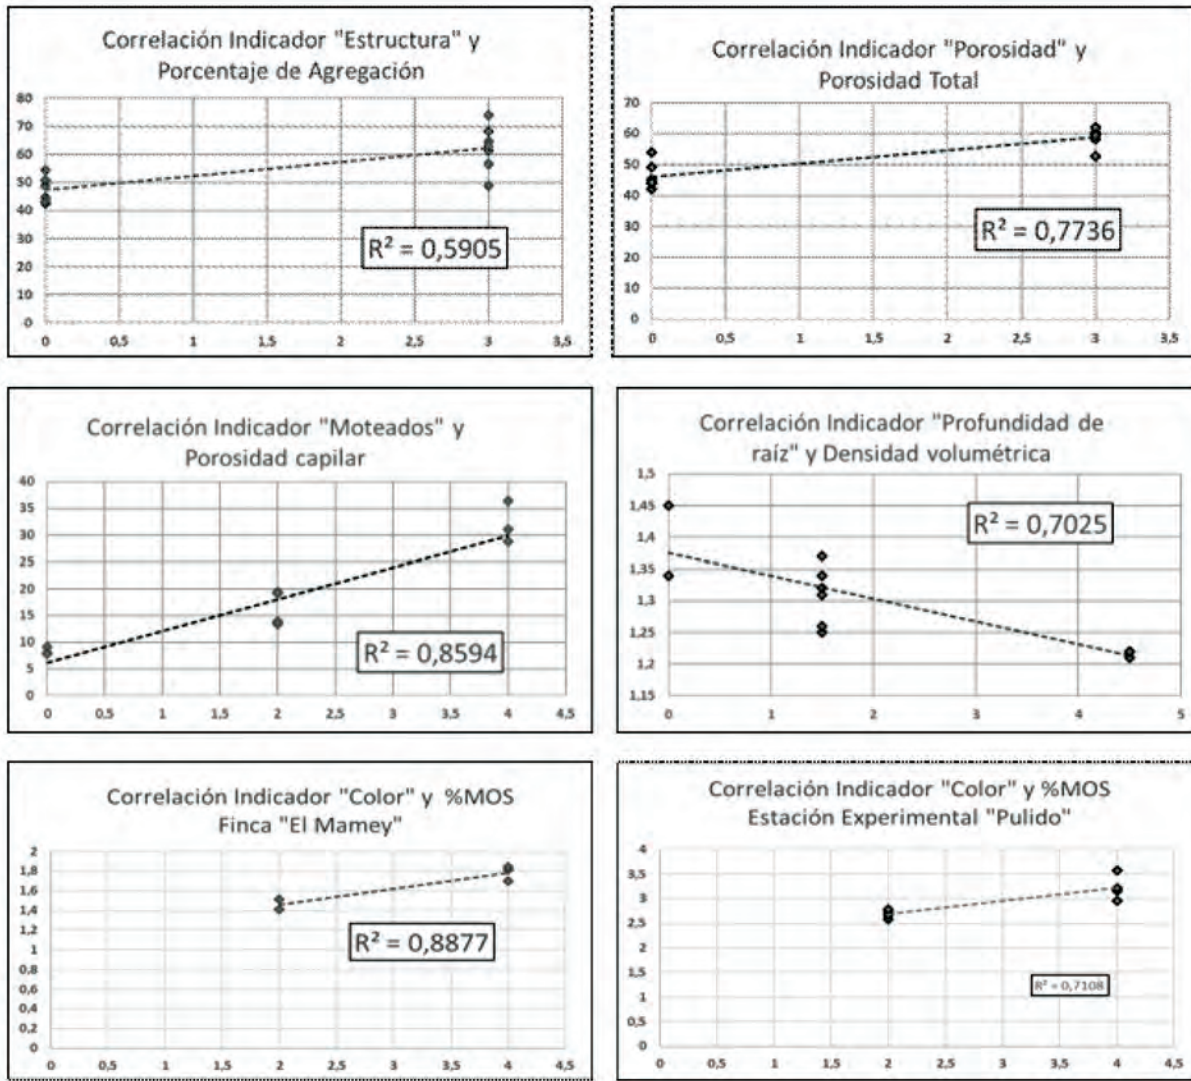 Correlación Indicador "Estructura" y
Porcentaje de Agregación
80
70
60
50
40
30
20
10
0
R² = 0,5905
0 0,5 1 1,5 2 2,5 3 3,5
Correlación Indicador "Porosidad" y
Porosidad Total
70
60
50
40
30
20
10
0
R² = 0,7736
0 0,5 1 1,5 2 2,5 3 3,5
Correlación Indicador "Moteados" y
Porosidad capilar
40
35
30
25
20
15
10
5
0
R² = 0,8594
0 0,5 1 1,5 2 2,5 3 3,5 4 4,5
Correlación Indicador "Profundidad de
raíz" y Densidad volumétrica
1,5
1,45
1,4
1,35
1,3
1,25
1,2
1,15
R² = 0,7025
0 1 2 3 4 5
Correlación Indicador "Color" y %MOS
Finca "El Mamey"
2
1,8
1,6
1,4
1,2
1
0,8
0,6
0,4
0,2
0
R² = 0,8877
0 0,5 1 1,5 2 2,5 3 3,5 4 4,5
Correlación Indicador "Color" y %MOS
Estación Experimental "Pulido"
4
3,5
3
2,5
2
1,5
1
0,5
0
R² = 0,7108
0 0,5 1 1,5 2 2,5 3 3,5 4 4,5